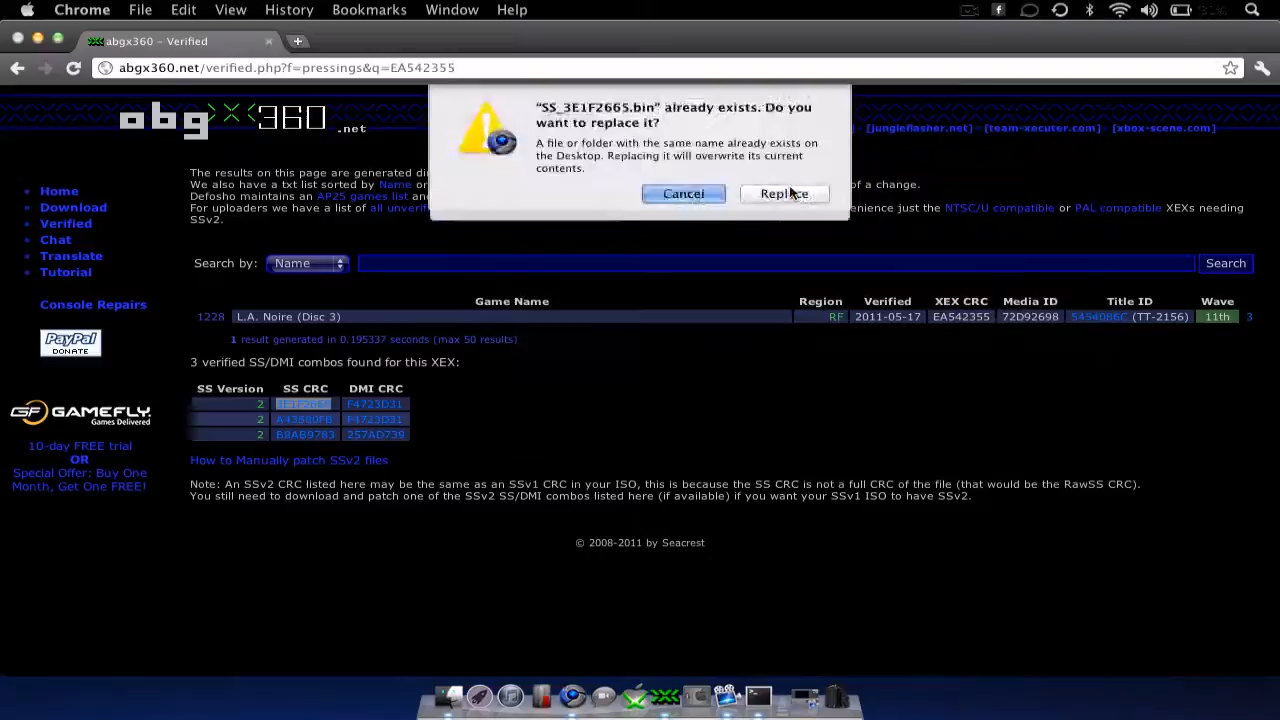 Chrome File Edit View History Bookmarks Window Help
abgx360 – Verified
abgx360.net/verified.php?f=pressings&q=EA542355
abgx360 .net
[jungleflasher.net] [team-xecuter.com] [xbox-scene.com]
"SS_3E1F2665.bin" already exists. Do you
want to replace it?
A file or folder with the same name already exists on
the Desktop. Replacing it will overwrite its current
contents.
Cancel Replace
The results on this page are generated
We also have a txt list sorted by Name or of a change.
Defosho maintains an AP25 games list and
For uploaders we have a list of all just the NTSC/U compatible or PAL compatible XEXs needing
SSv2.
Home
Download
Verified
Chat
Translate
Tutorial
Console Repairs
PayPal
DONATE
GF GAMEFLY
Games Delivered
10-day FREE trial
OR
Special Offer: Buy One
Month, Get One FREE!
Search by: Name Search
Game Name Region Verified XEX CRC Media ID Title ID Wave
1228 L.A. Noire (Disc 3) RF 2011-05-17 EA542355 72D92698 5454086C (TT-2156) 11th 3
1 result generated in 0.195337 seconds (max 50 results)
3 verified SS/DMI combos found for this XEX:
SS Version SS CRC DMI CRC
2 3E1F2665 F4723D31
2 A43580FB F4723D31
2 B8AB9783 257AD739
How to Manually patch SSv2 files
Note: An SSv2 CRC listed here may be the same as an SSv1 CRC in your ISO, this is because the SS CRC is not a full CRC of the file (that would be the RawSS CRC).
You still need to download and patch one of the SSv2 SS/DMI combos listed here (if available) if you want your SSv1 ISO to have SSv2.
© 2008-2011 by Seacrest